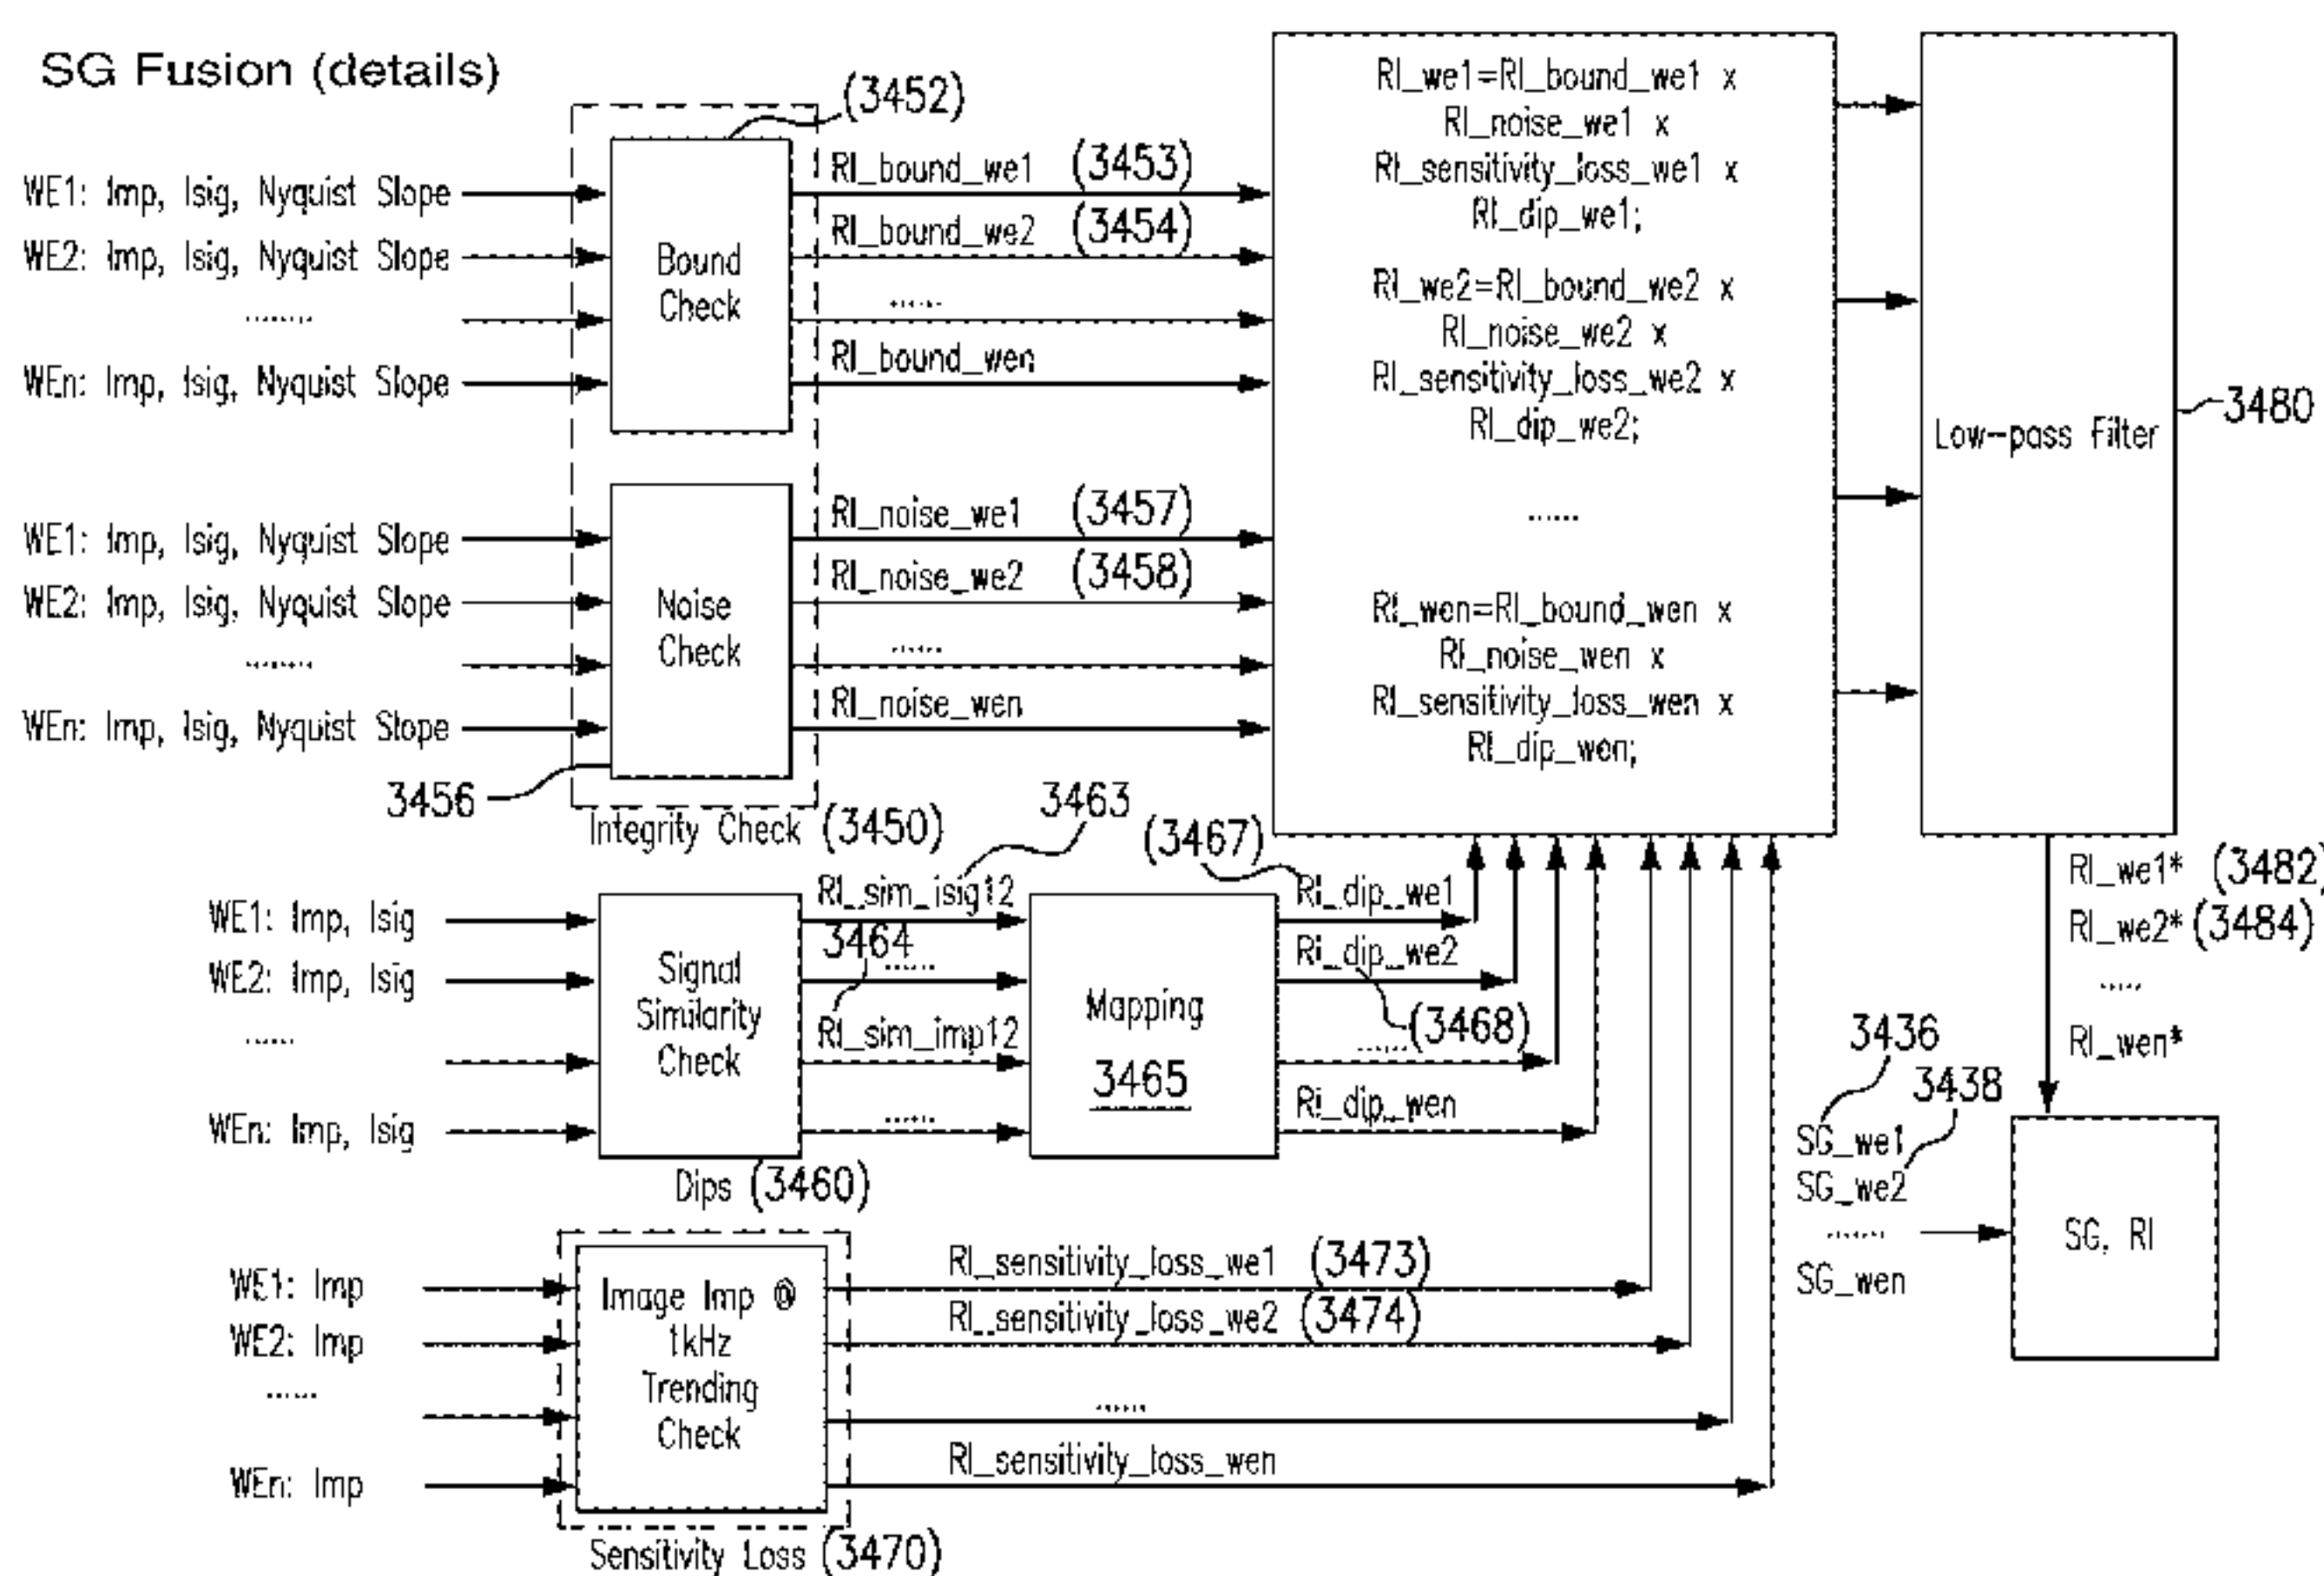 SG Fusion (details)
(3452)
WE1: Imp, Isig, Nyquist Slope
WE2: Imp, Isig, Nyquist Slope
.......
WEn: Imp, Isig, Nyquist Slope
Bound
Check
RI_bound_we1 (3453)
RI_bound_we2 (3454)
......
RI_bound_wen
WE1: Imp, Isig, Nyquist Slope
WE2: Imp, Isig, Nyquist Slope
.......
WEn: Imp, Isig, Nyquist Slope
Noise
Check
RI_noise_we1 (3457)
RI_noise_we2 (3458)
......
RI_noise_wen
3456
Integrity Check (3450)
RI_we1=RI_bound_we1 x
RI_noise_we1 x
RI_sensitivity_loss_we1 x
RI_dip_we1;
RI_we2=RI_bound_we2 x
RI_noise_we2 x
RI_sensitivity_loss_we2 x
RI_dip_we2;
......
RI_wen=RI_bound_wen x
RI_noise_wen x
RI_sensitivity_loss_wen x
RI_dip_wen;
Low-pass Filter
3480
WE1: Imp, Isig
WE2: Imp, Isig
......
WEn: Imp, Isig
Signal
Similarity
Check
Dips (3460)
3463
RI_sim_isig12
3464
......
RI_sim_imp12
......
Mapping
3465
(3467)
RI_dip_we1
RI_dip_we2
......(3468)
RI_dip_wen
RI_we1* (3482)
RI_we2* (3484)
.....
RI_wen*
3436
3438
SG_we1
SG_we2
......
SG_wen
SG, RI
WE1: Imp
WE2: Imp
......
WEn: Imp
Image Imp @
1kHz
Trending
Check
RI_sensitivity_loss_we1 (3473)
RI_sensitivity_loss_we2 (3474)
......
RI_sensitivity_loss_wen
Sensitivity Loss (3470)